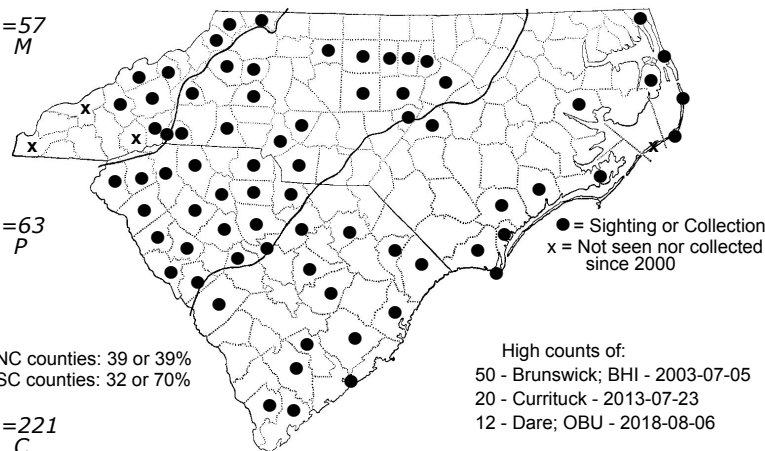 =57
M
=63
P
● = Sighting or Collection
x = Not seen nor collected
since 2000
NC counties: 39 or 39%
SC counties: 32 or 70%
High counts of:
50 - Brunswick; BHI - 2003-07-05
20 - Currituck - 2013-07-23
12 - Dare; OBU - 2018-08-06
=221
C
x
x
x
x